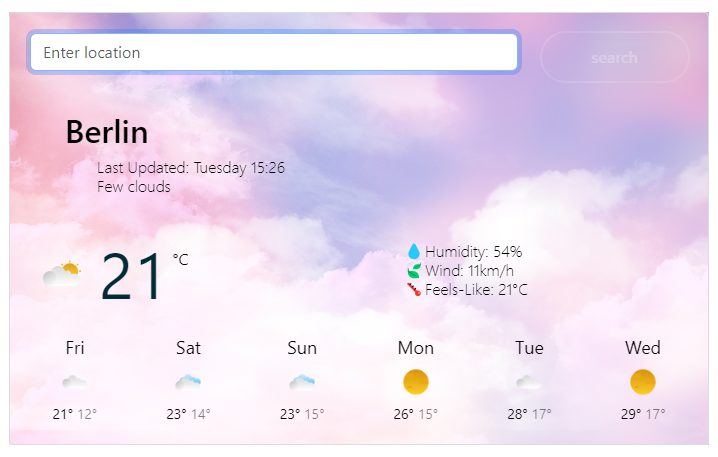 Enter location
search
Berlin
Last Updated: Tuesday 15:26
Few clouds
21 °C
Humidity: 54%
Wind: 11km/h
Feels-Like: 21°C
Fri Sat Sun Mon Tue Wed
21° 12° 23° 14° 23° 15° 26° 15° 28° 17° 29° 17°